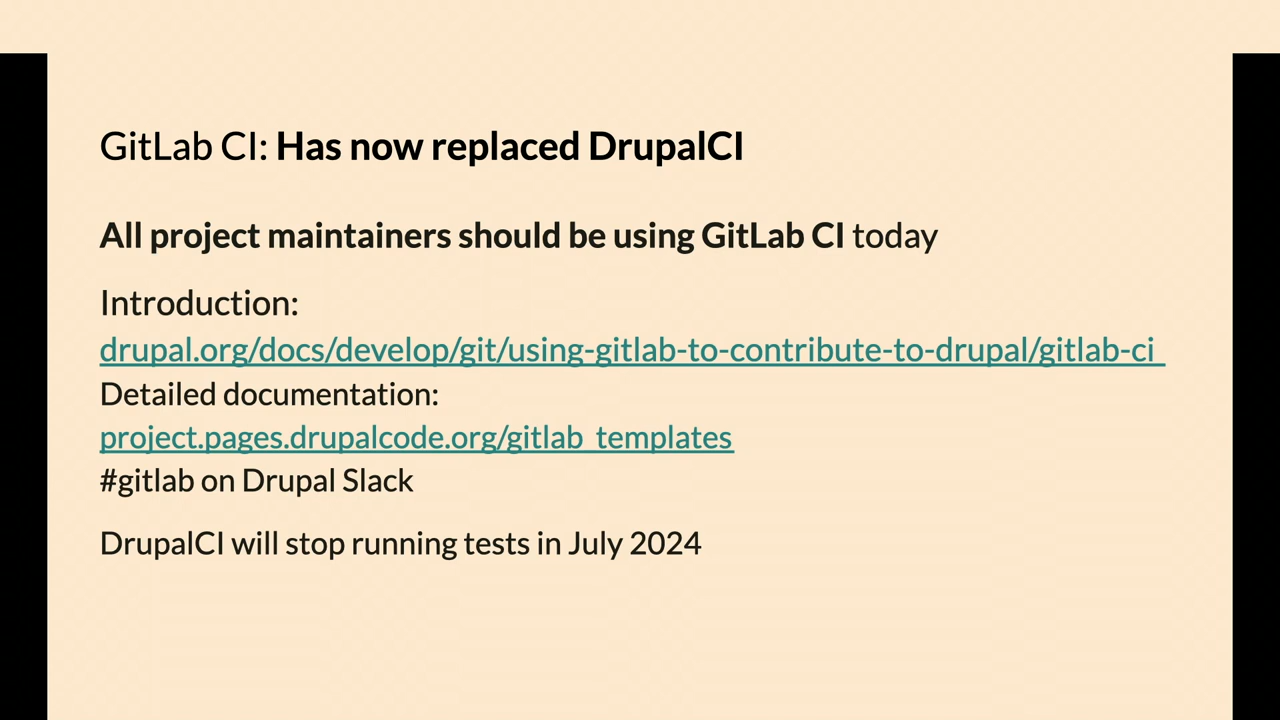 GitLab CI: Has now replaced DrupalCI
All project maintainers should be using GitLab CI today
Introduction:
drupal.org/docs/develop/git/using-gitlab-to-contribute-to-drupal/gitlab-ci
Detailed documentation:
project.pages.drupalcode.org/gitlab_templates
#gitlab on Drupal Slack
DrupalCI will stop running tests in July 2024